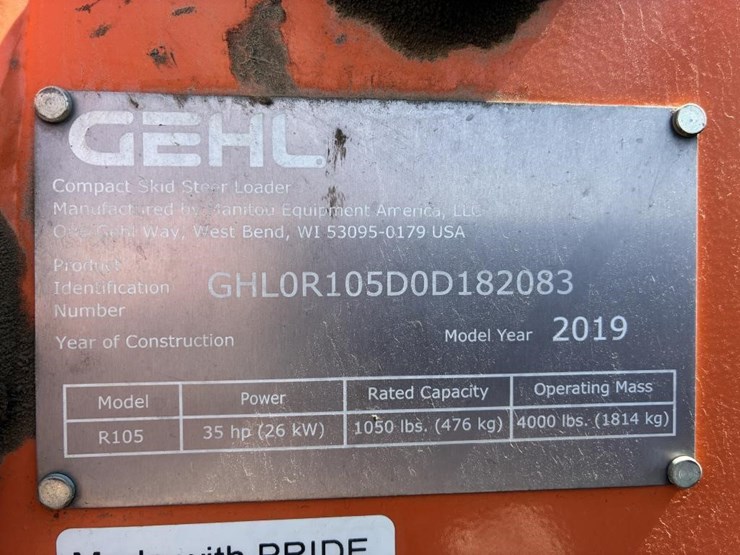 GEHL
Compact Skid Steer Loader
Manufactured by Manitou Equipment America, LLC
One Gehl Way, West Bend, WI 53095-0179 USA
Product
Identification
Number
GHL0R105D0D182083
Year of Construction
Model Year 2019
Model Power Rated Capacity Operating Mass
R105 35 hp (26 kW) 1050 lbs. (476 kg) 4000 lbs. (1814 kg)
with PRIDE